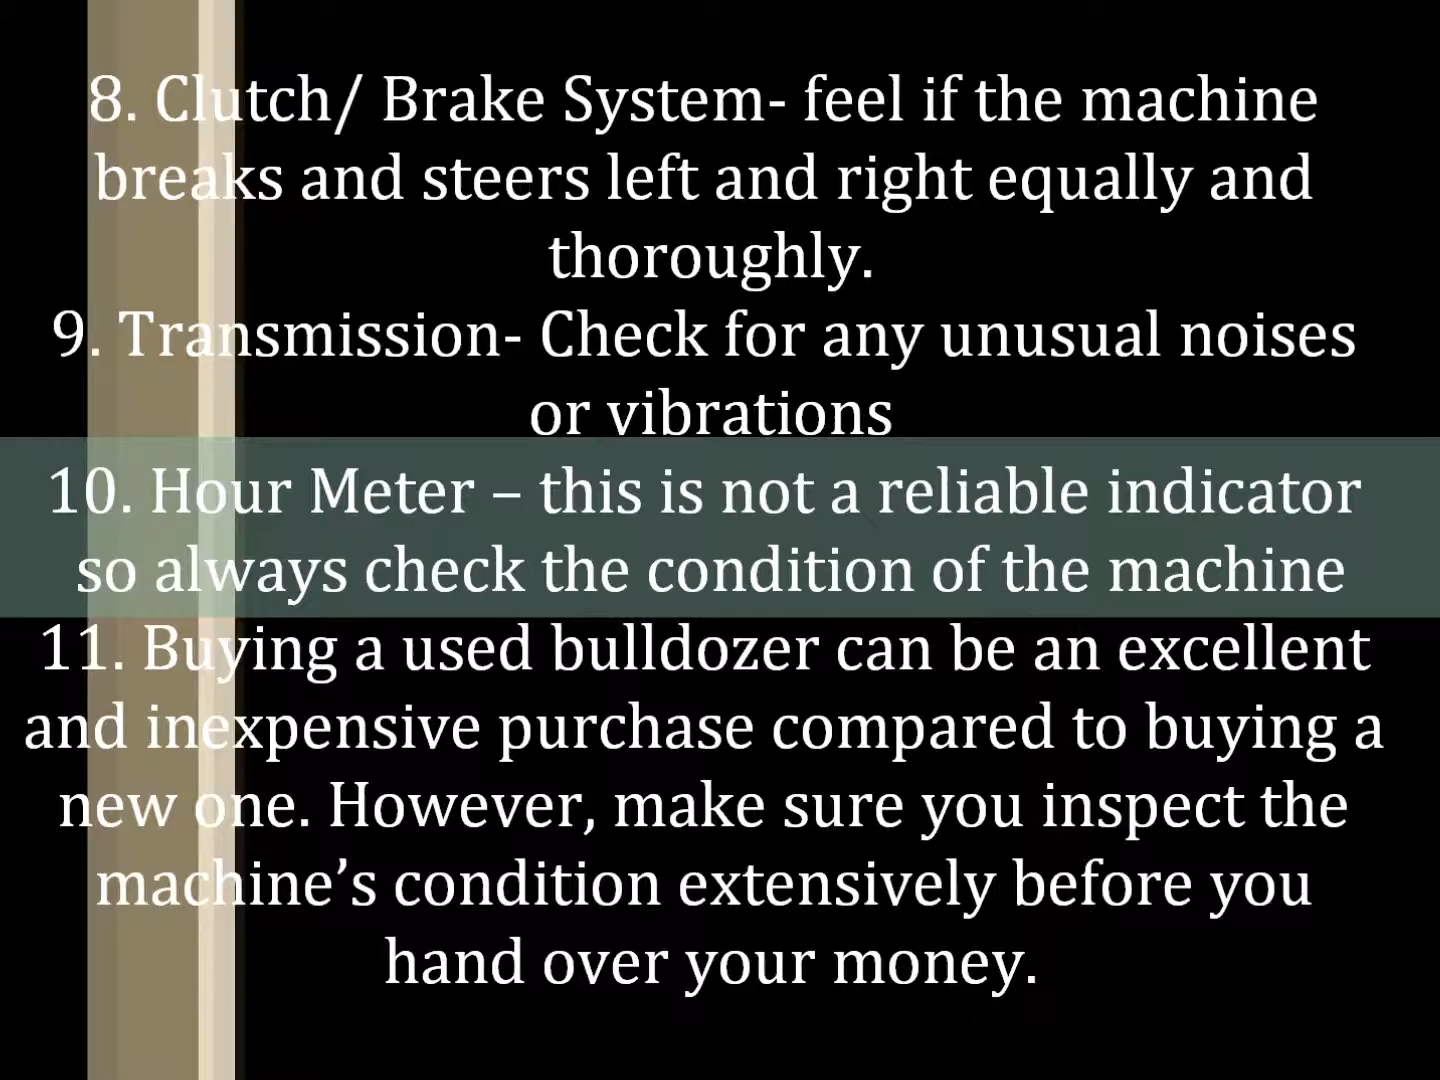 8. Clutch/ Brake System- feel if the machine
breaks and steers left and right equally and
thoroughly.
9. Transmission- Check for any unusual noises
or vibrations
10. Hour Meter – this is not a reliable indicator
so always check the condition of the machine
11. Buying a used bulldozer can be an excellent
and inexpensive purchase compared to buying a
new one. However, make sure you inspect the
machine’s condition extensively before you
hand over your money.